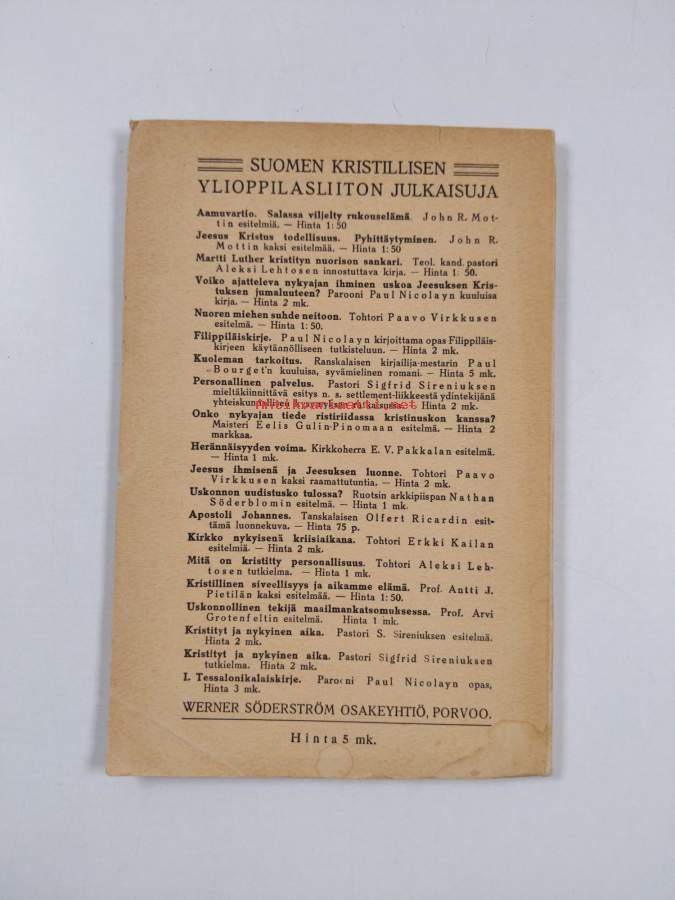 SUOMEN KRISTILLISEN
YLIOPPILASLIITON JULKAISUJA
Aamuvartio. Salassa viljelty rukouselämä. John R. Mot-
tin esitelmiä. — Hinta 1:50
Jeesus Kristus todellisuus. Pyhittäytyminen. John R.
Mottin kaksi esitelmää. — Hinta 1:50
Martti Luther kristityn nuorison sankari. Teol. kand. pastori
Aleksi Lehtosen innostuttava kirja. — Hinta 1: 50.
Voiko ajatteleva nykyajan ihminen uskoa Jeesuksen Kris-
tuksen jumaluuteen? Parooni Paul Nicolayn kuuluisa
kirja. — Hinta 2 mk.
Nuoren miehen suhde neitoon. Tohtori Paavo Virkkusen
esitelmä. — Hinta 1: 50.
Filippiläiskirje. Paul Nicolayn kirjoittama opas Filippiläis-
kirjeen käytännölliseen tutkisteluun. — Hinta 2 mk.
Kuoleman tarkoitus. Ranskalaisen kirjailija-mestarin Paul
Bourget'n kuuluisa, syvämielinen romani. — Hinta 5 mk.
Personallinen palvelus. Pastori Sigfrid Sireniuksen
mieltäkiinnittävä esitys n. s. settlement-liikkeestä ydintekijänä
yhteiskunnallisten kysymyksen ratkaisussa. — Hinta 2 mk.
Antikvariaatti.net
Onko nykyajan tiede ristiriidassa kristinuskon kanssa?
Maisteri Eelis Gulin-Pinomaan esitelmä. — Hinta 2
markkaa.
Herännäisyyden voima. Kirkkoherra E. V. Pakkalan esitelmä.
— Hinta 1 mk.
Jeesus ihmisenä ja Jeesuksen luonne. Tohtori Paavo
Virkkusen kaksi raamattutuntia. — Hinta 2 mk.
Uskonnon uudistusko tulossa? Ruotsin arkkipiispan Nathan
Söderblomin esitelmä. — Hinta 1 mk.
Apostoli Johannes. Tanskalaisen Olfert Ricardin esit-
tämä luonnekuva. — Hinta 75 p.
Kirkko nykyisenä kriisiaikana. Tohtori Erkki Kailan
esitelmiä. — Hinta 2 mk.
Mitä on kristitty personallisuus. Tohtori Aleksi Leh-
tosen tutkielma. — Hinta 1 mk.
Kristillinen siveellisyys ja aikamme elämä. Prof. Antti J.
Pietilän kaksi esitelmää. — Hinta 1: 50.
Uskonnollinen tekijä maailmankatsomuksessa. Prof. Arvi
Grotenfeltin esitelmä. Hinta 1 mk.
Kristityt ja nykyinen aika. Pastori S. Sireniuksen esitelmä.
Hinta 2 mk.
Kristityt ja nykyinen aika. Pastori Sigfrid Sireniuksen
tutkielma. Hinta 2 mk.
I. Tessalonikalaiskirje. Parooni Paul Nicolayn opas,
Hinta 3 mk.
WERNER SÖDERSTRÖM OSAKEYHTIÖ, PORVOO.
Hinta 5 mk.